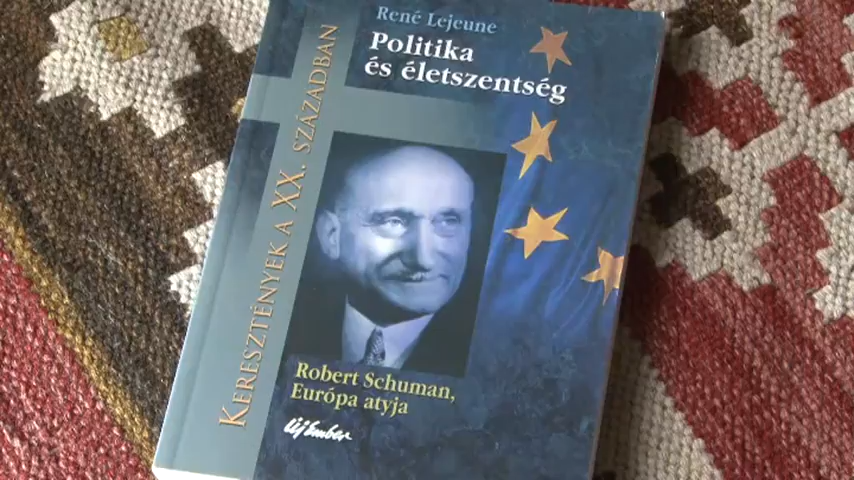 René Lejeune
Politika
és életszentség
KERESZTÉNYEK A XX. SZÁZADBAN
Robert Schuman,
Európa atyja
Új Ember